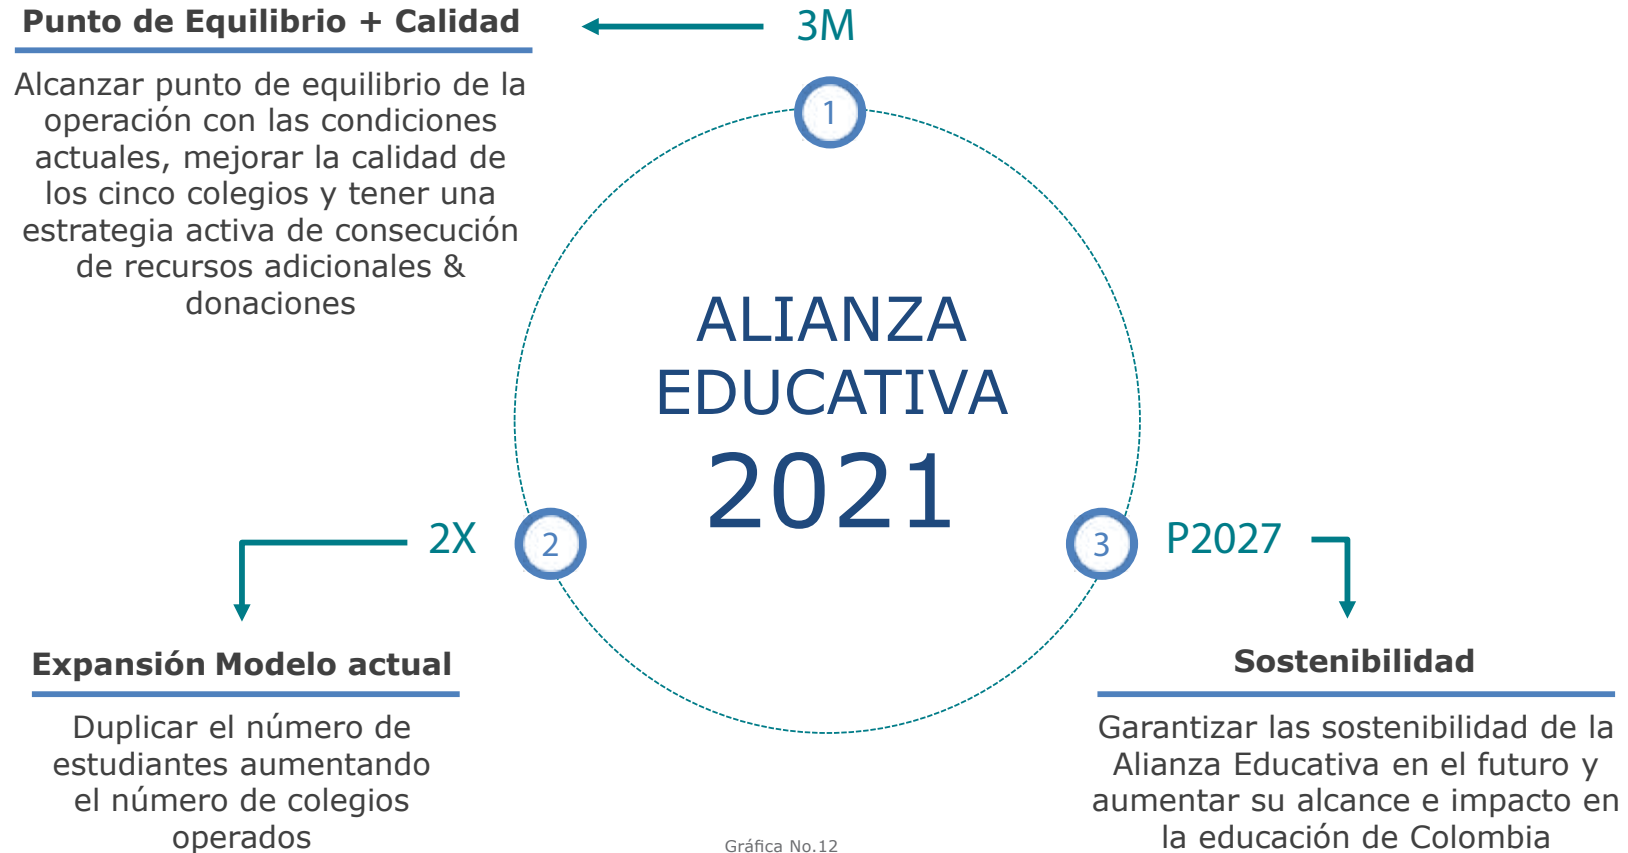 Punto de Equilibrio + Calidad
3M
Alcanzar punto de equilibrio de la
operación con las condiciones
actuales, mejorar la calidad de
los cinco colegios y tener una
estrategia activa de consecución
de recursos adicionales &
donaciones
1
ALIANZA
EDUCATIVA
2021
2X
2
3
P2027
Expansión Modelo actual
Duplicar el número de
estudiantes aumentando
el número de colegios
operados
Sostenibilidad
Garantizar las sostenibilidad de la
Alianza Educativa en el futuro y
aumentar su alcance e impacto en
la educación de Colombia
Gráfica No.12